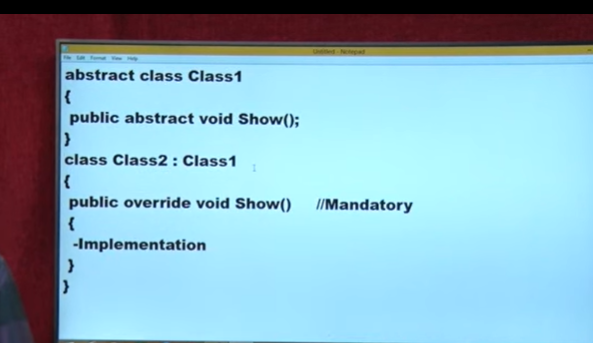 Untitled - Notepad
File Edit Format View Help
abstract class Class1
{
public abstract void Show();
}
class Class2 : Class1
{
public override void Show() //Mandatory
{
-Implementation
}
}